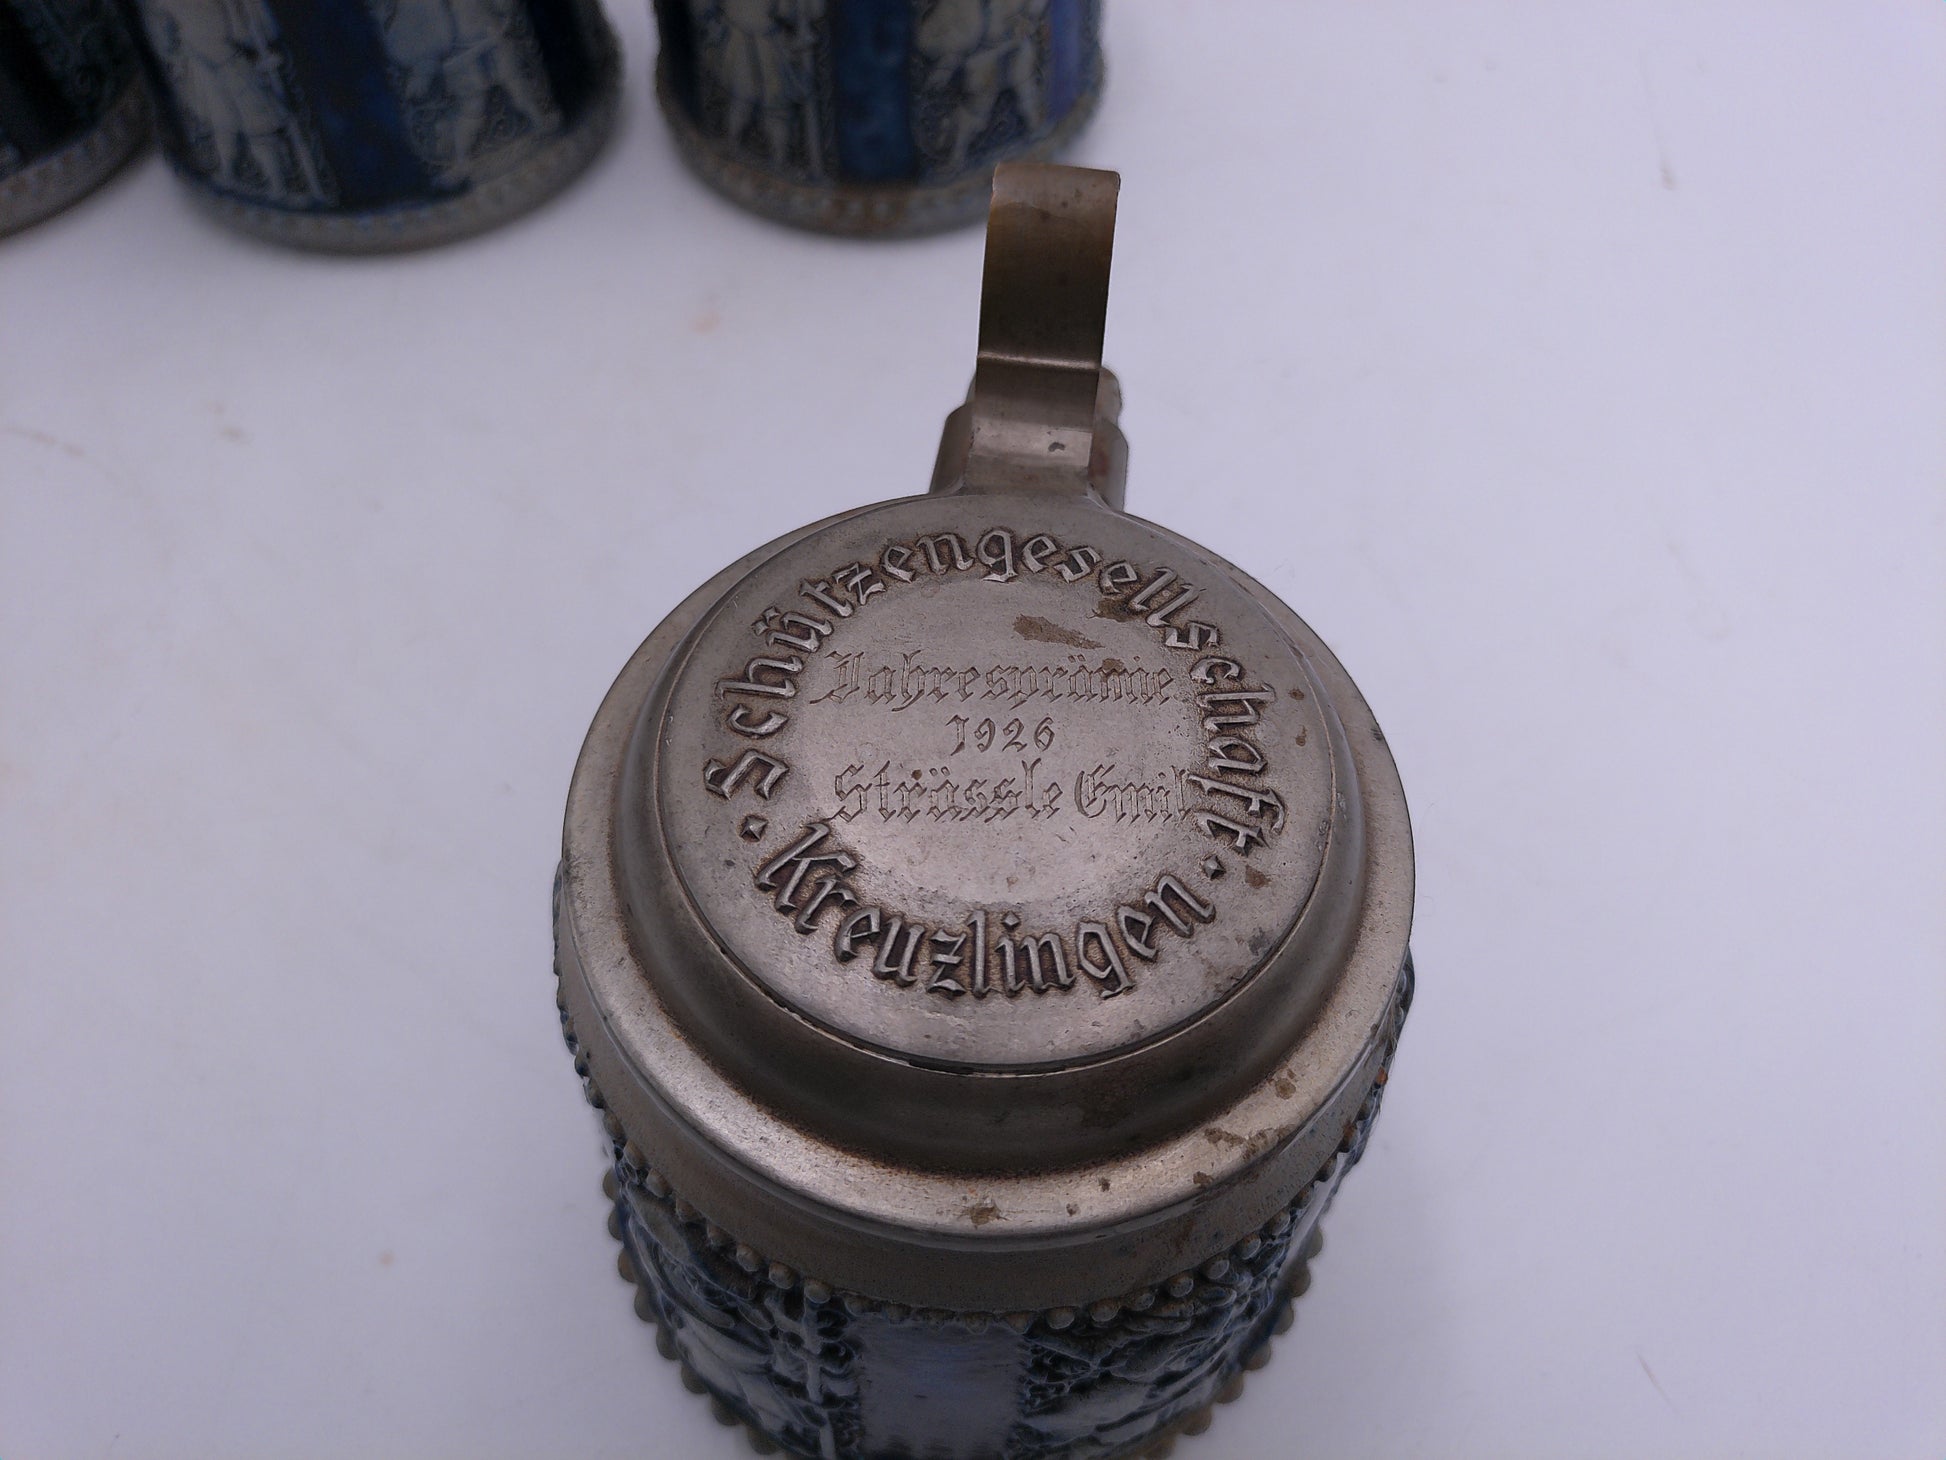 Schützengesellschaft
Jahresprämie
1926
Strässle Emil
Kreuzlingen